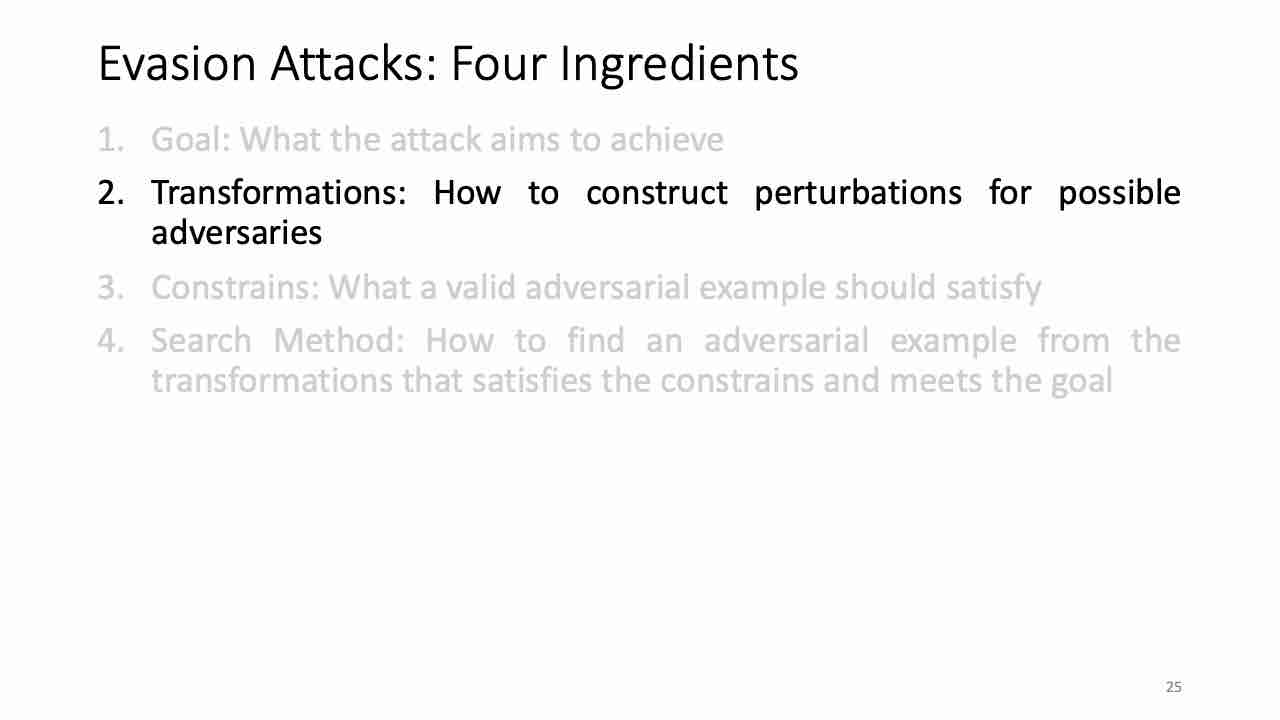 Evasion Attacks: Four Ingredients
1. Goal: What the attack aims to achieve
2. Transformations: How to construct perturbations for possible
adversaries
3. Constrains: What a valid adversarial example should satisfy
4. Search Method: How to find an adversarial example from the
transformations that satisfies the constrains and meets the goal
25